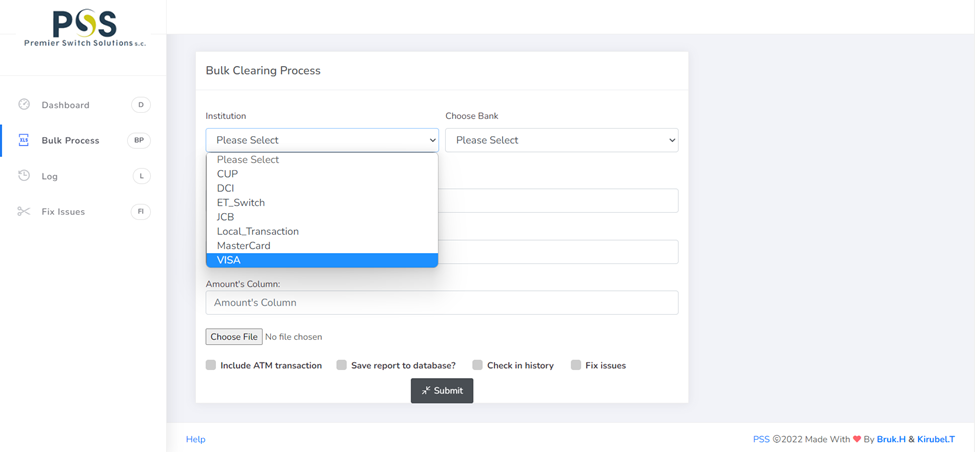 PSS
Premier Switch Solutions s.c.
Dashboard D
XLS Bulk Process BP
Log L
Fix Issues FI
Bulk Clearing Process
Institution Choose Bank
Please Select Please Select
Please Select
CUP
DCI
ET_Switch
JCB
Local_Transaction
MasterCard
VISA
Amount's Column:
Amount's Column
Choose File No file chosen
Include ATM transaction Save report to database? Check in history Fix issues
Submit
Help PSS ©2022 Made With ❤ By Bruk.H & Kirubel.T